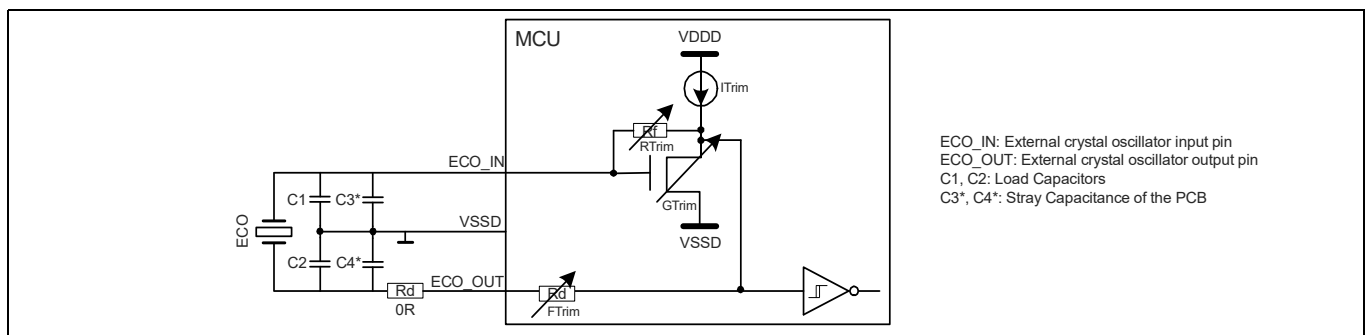 MCU
VDDD
ITrim
Rf
RTrim
ECO_IN
GTrim
VSSD
VSSD
ECO
C1
C3*
C2
C4*
Rd
0R
ECO_OUT
Rd
FTrim
ECO_IN: External crystal oscillator input pin
ECO_OUT: External crystal oscillator output pin
C1, C2: Load Capacitors
C3*, C4*: Stray Capacitance of the PCB